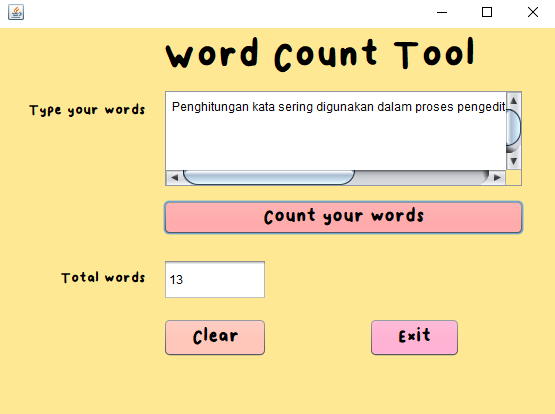 Word Count Tool
Type your words
Penghitungan kata sering digunakan dalam proses
Count your words
Total words
13
Clear
Exit